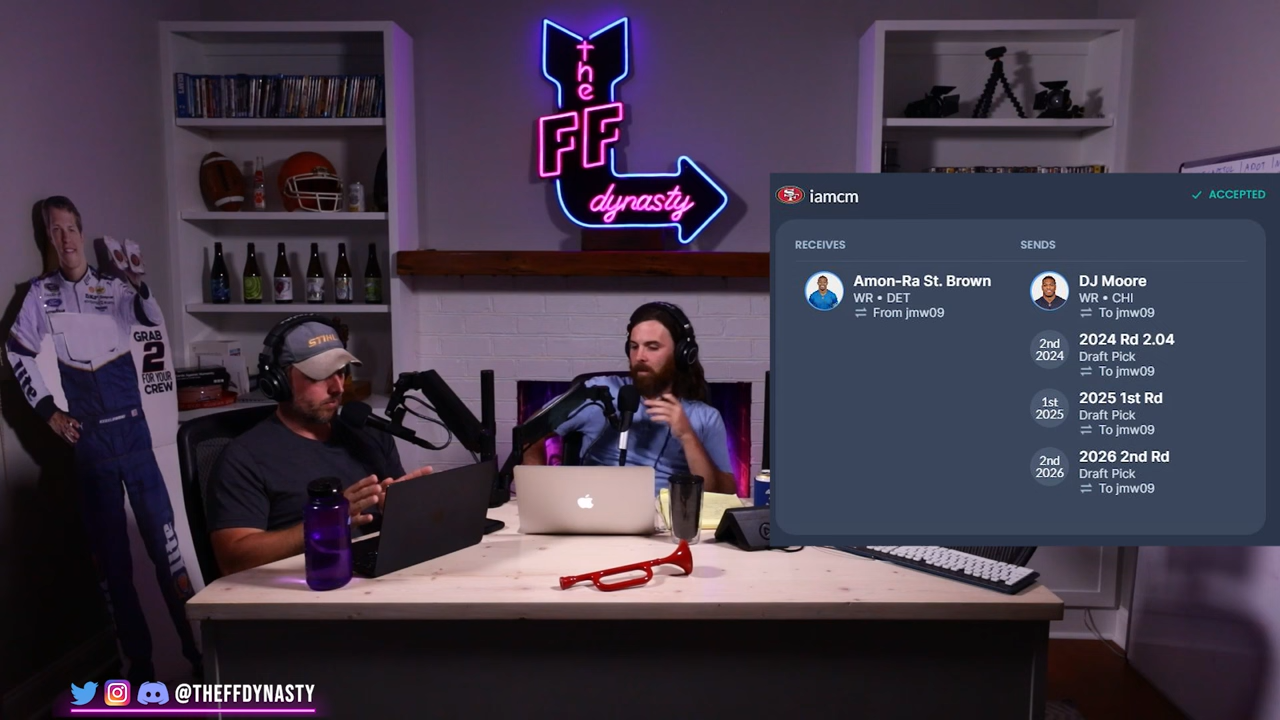 the
FF
dynasty
GRAB
2
FOR YOUR
CREW
Lite
Lite
STIHL
iamcm
ACCEPTED
RECEIVES
SENDS
Amon-Ra St. Brown
WR • DET
From jmw09
DJ Moore
WR • CHI
To jmw09
2nd
2024
2024 Rd 2.04
Draft Pick
To jmw09
1st
2025
2025 1st Rd
Draft Pick
To jmw09
2nd
2026
2026 2nd Rd
Draft Pick
To jmw09
@THEFFDYNASTY